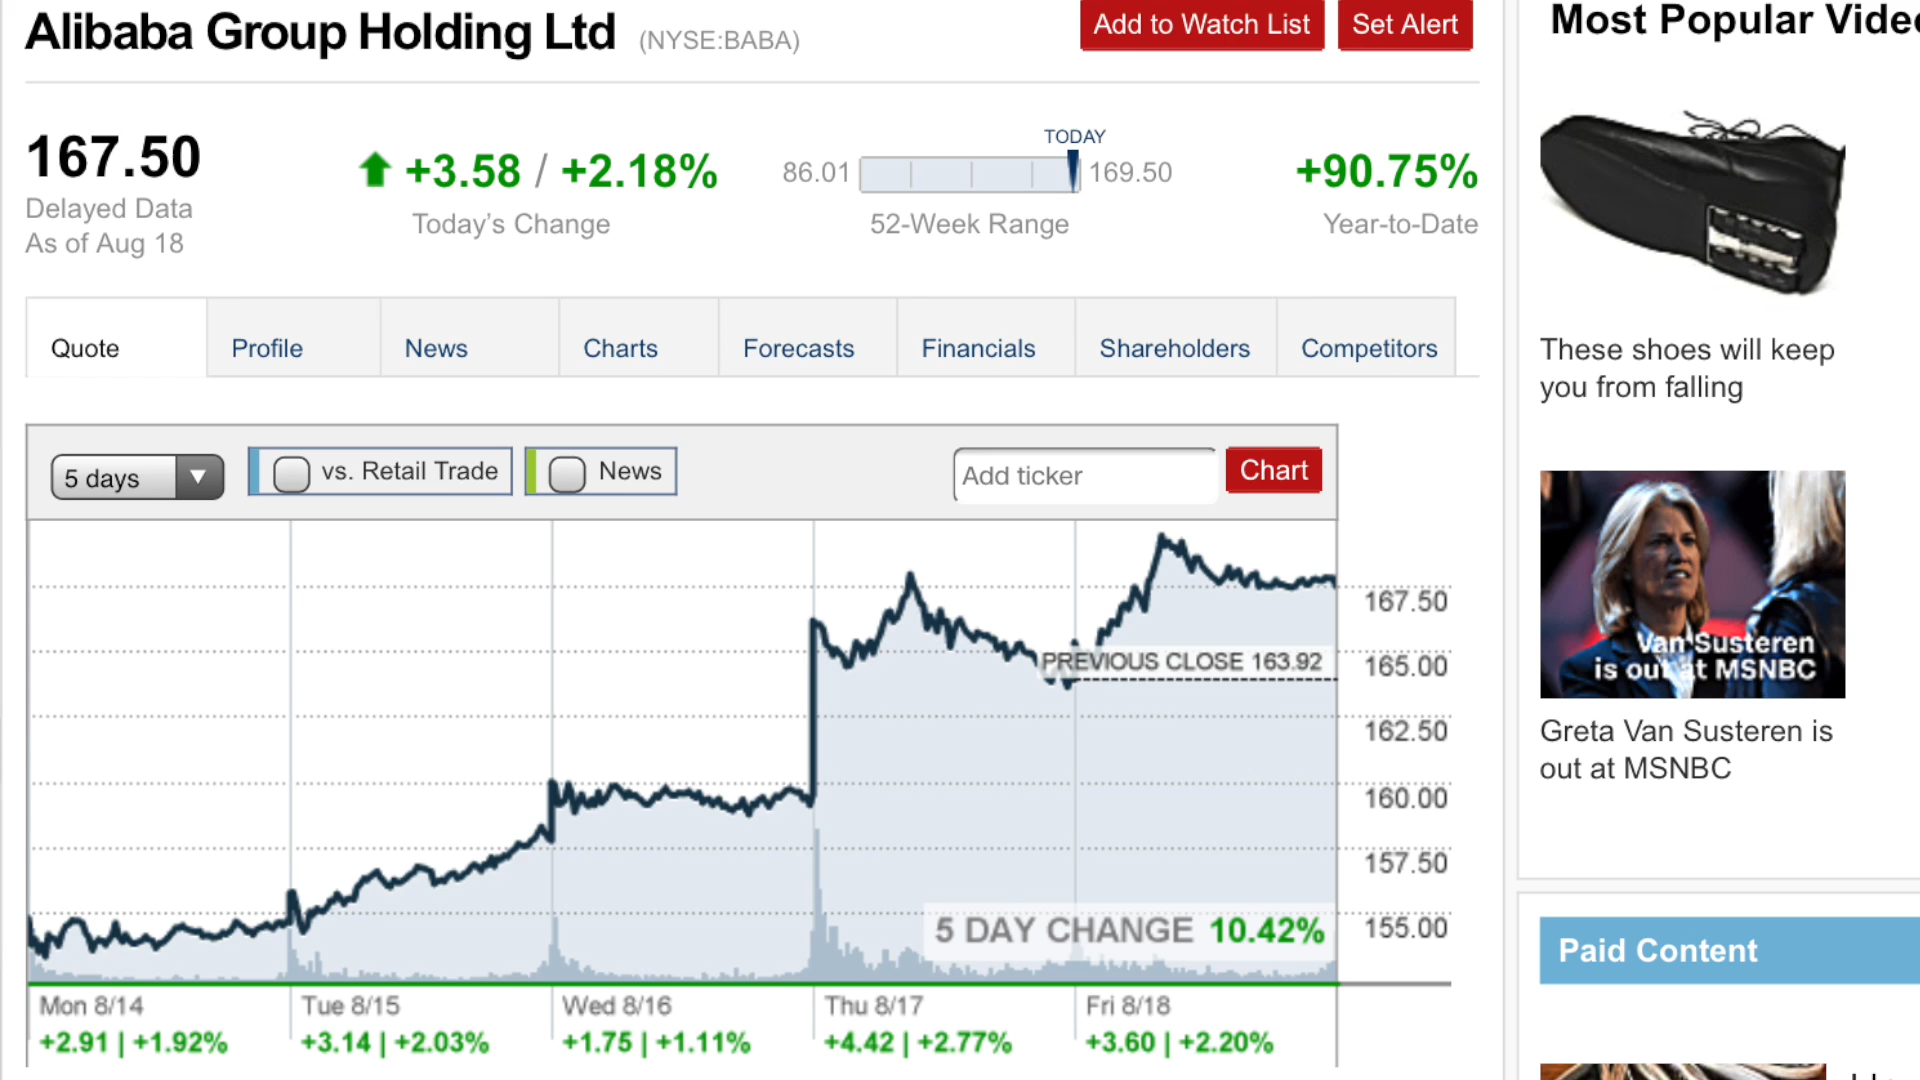 Alibaba Group Holding Ltd (NYSE:BABA)
Add to Watch List
Set Alert
167.50
Delayed Data
As of Aug 18
+3.58 / +2.18%
Today's Change
TODAY
86.01
169.50
52-Week Range
+90.75%
Year-to-Date
Quote
Profile
News
Charts
Forecasts
Financials
Shareholders
Competitors
5 days
vs. Retail Trade
News
Add ticker
Chart
167.50
165.00
162.50
160.00
157.50
155.00
PREVIOUS CLOSE 163.92
5 DAY CHANGE 10.42%
Mon 8/14
+2.91 | +1.92%
Tue 8/15
+3.14 | +2.03%
Wed 8/16
+1.75 | +1.11%
Thu 8/17
+4.42 | +2.77%
Fri 8/18
+3.60 | +2.20%
Most Popular
These shoes will keep
you from falling
Van Susteren
is out at MSNBC
Greta Van Susteren is
out at MSNBC
Paid Content